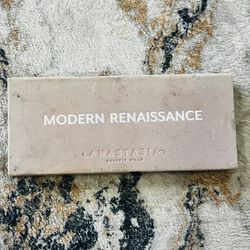 MODERN RENAISSANCE
ANASTASIA
BEVERLY HILLS